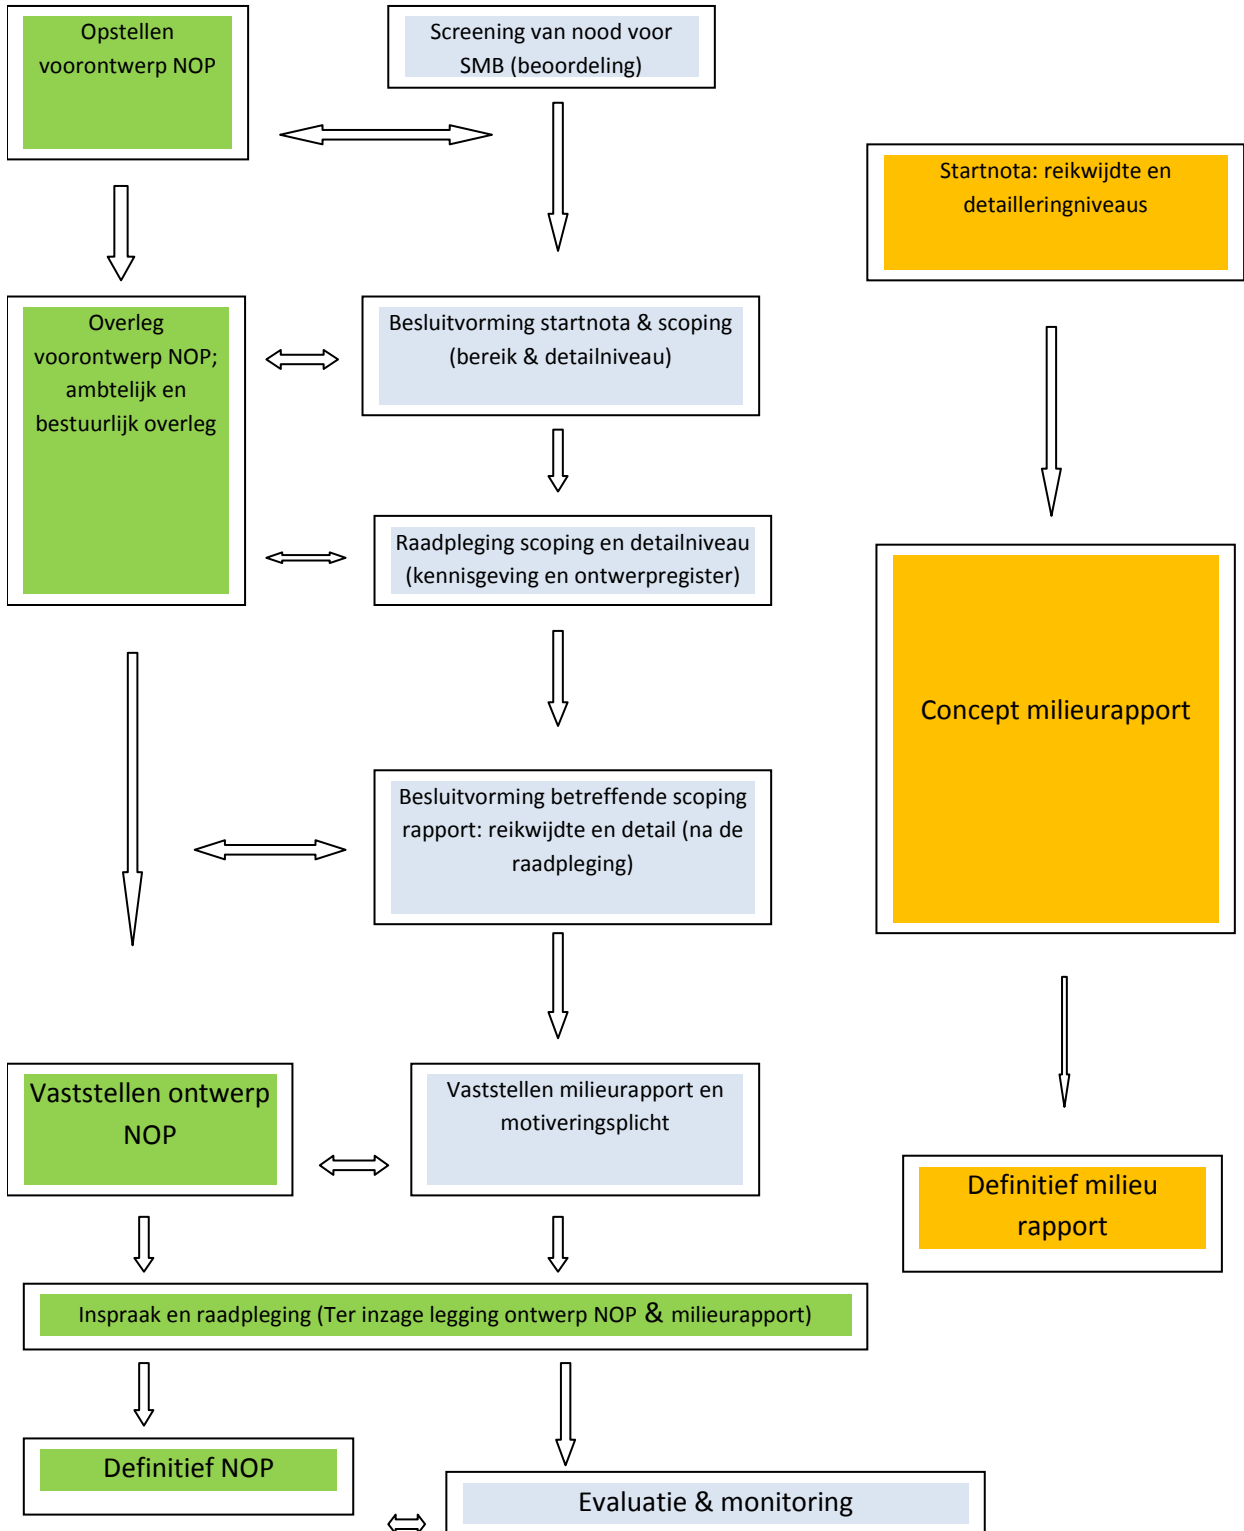 Opstellen
voorontwerp NOP
Screening van nood voor
SMB (beoordeling)
Startnota: reikwijdte en
detailleringniveaus
Overleg
voorontwerp NOP;
ambtelijk en
bestuurlijk overleg
Besluitvorming startnota & scoping
(bereik & detailniveau)
Raadpleging scoping en detailniveau
(kennisgeving en ontwerpregister)
Concept milieurapport
Besluitvorming betreffende scoping
rapport: reikwijdte en detail (na de
raadpleging)
Vaststellen ontwerp
NOP
Vaststellen milieurapport en
motiveringsplicht
Definitief milieu
rapport
Inspraak en raadpleging (Ter inzage legging ontwerp NOP & milieurapport)
Definitief NOP
Evaluatie & monitoring